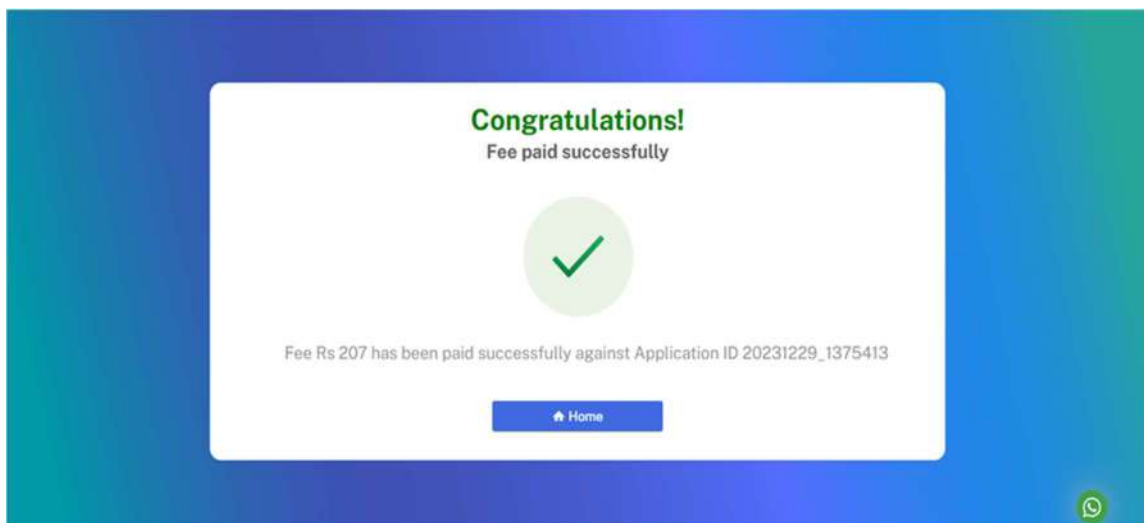 Congratulations!
Fee paid successfully
Fee Rs 207 has been paid successfully against Application ID 20231229_1375413
Home